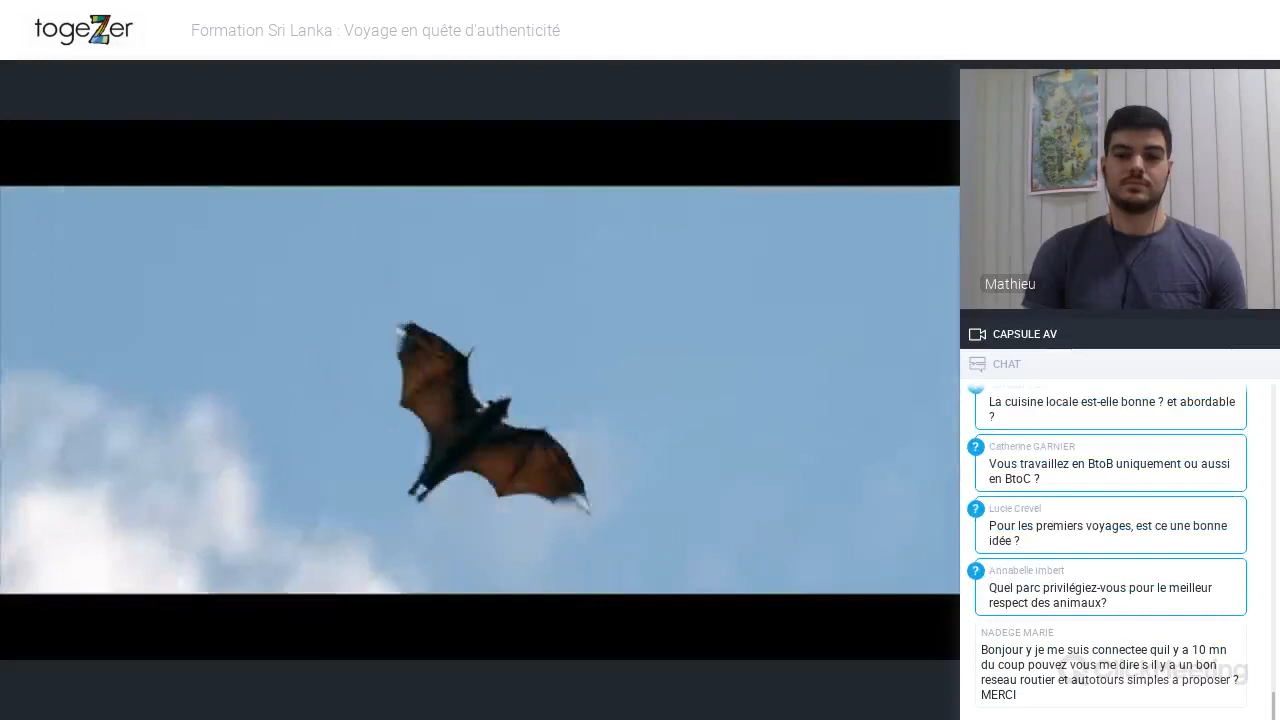 togeZer
Formation Sri Lanka : Voyage en quête d'authenticité
Mathieu
CAPSULE AV
CHAT
La cuisine locale est-elle bonne ? et abordable
?
Catherine GARNIER
Vous travaillez en BtoB uniquement ou aussi
en BtoC ?
Lucie Crevel
Pour les premiers voyages, est ce une bonne
idée ?
Annabelle Imbert
Quel parc privilégiez-vous pour le meilleur
respect des animaux?
NADEGE MARIE
Bonjour y je me suis connectee quil y a 10 mn
du coup pouvez vous me dire s il y a un bon
reseau routier et autotours simples a proposer ?
MERCI
ClickMeeting